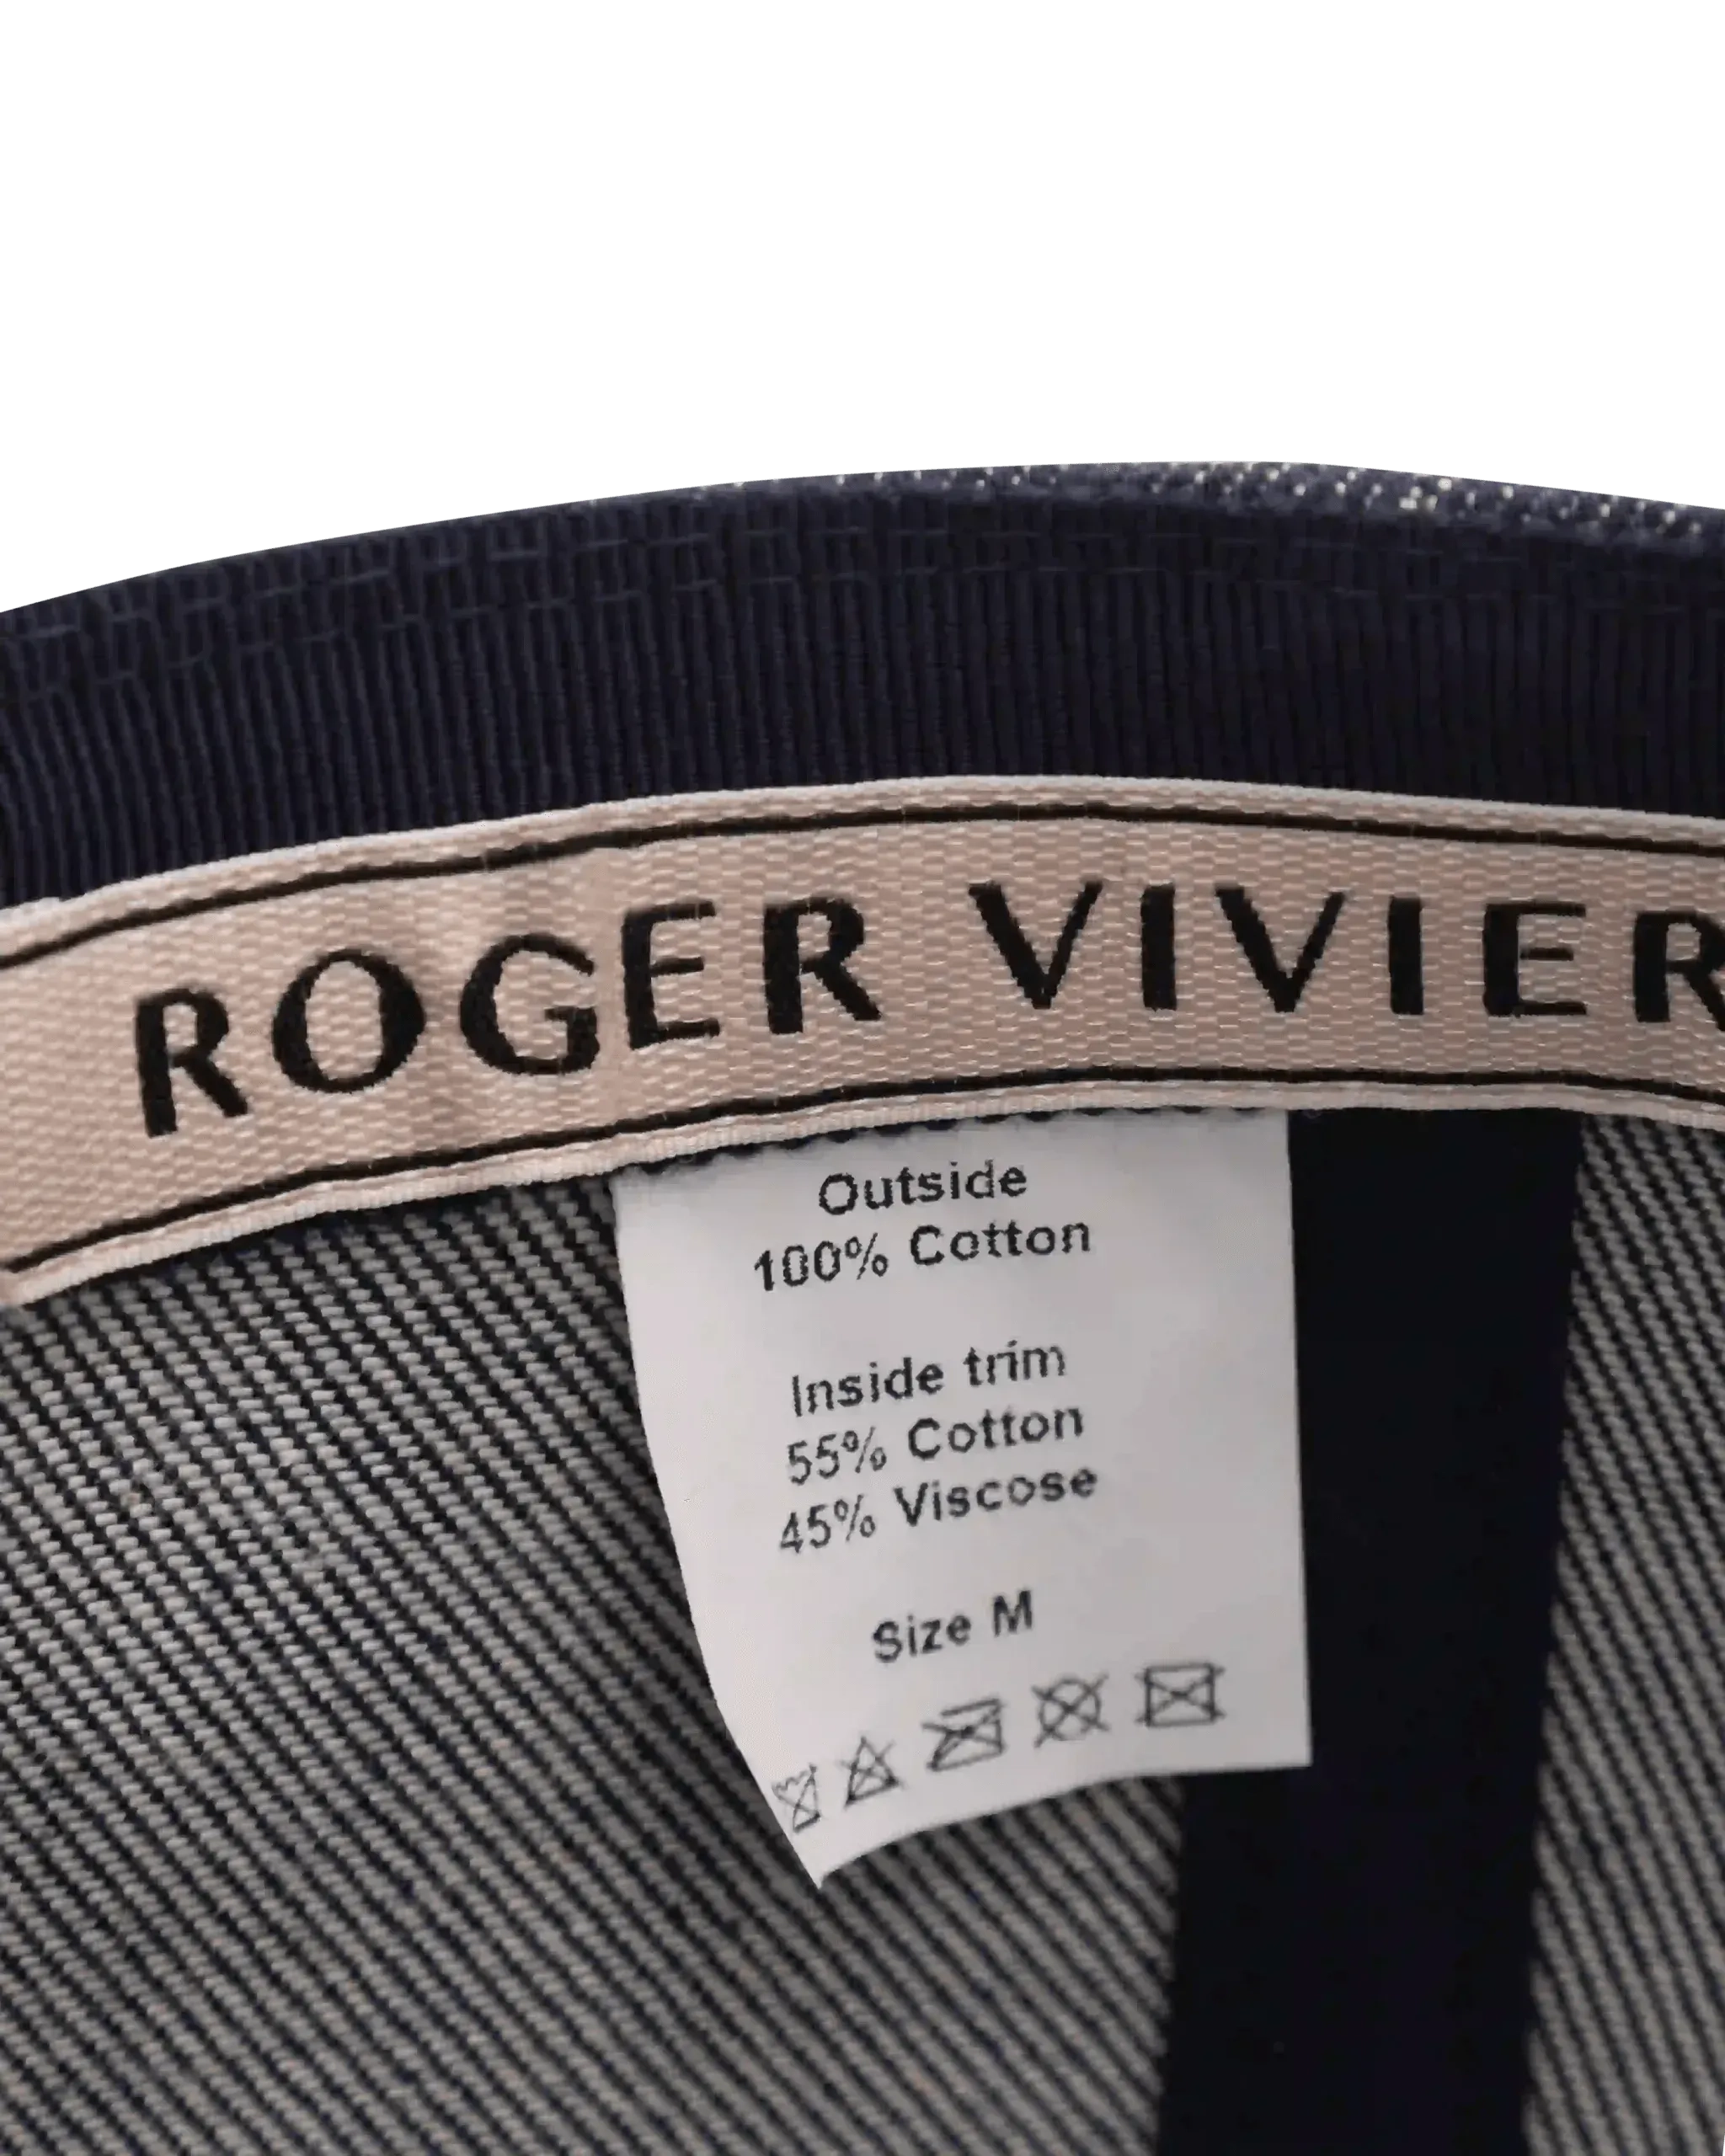 ROGER VIVIER
Outside
100% Cotton
Inside trim
55% Cotton
45% Viscose
Size M